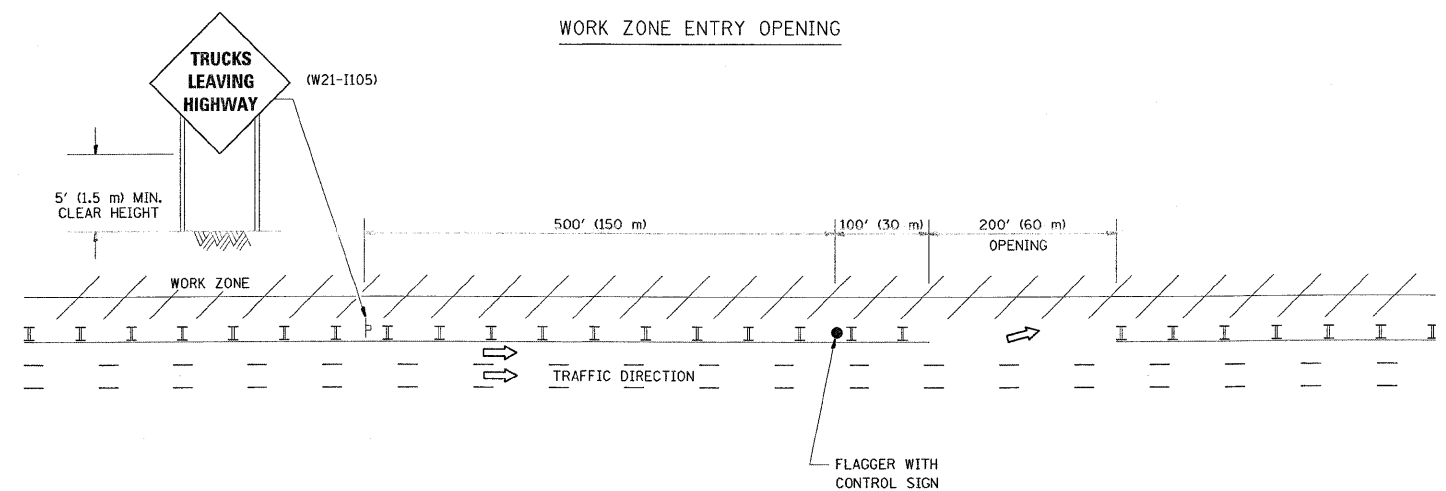 WORK ZONE ENTRY OPENING
TRUCKS
LEAVING
HIGHWAY
(W21-I105)
5' (1.5 m) MIN.
CLEAR HEIGHT
500' (150 m)
100' (30 m)
200' (60 m)
OPENING
WORK ZONE
TRAFFIC DIRECTION
FLAGGER WITH
CONTROL SIGN